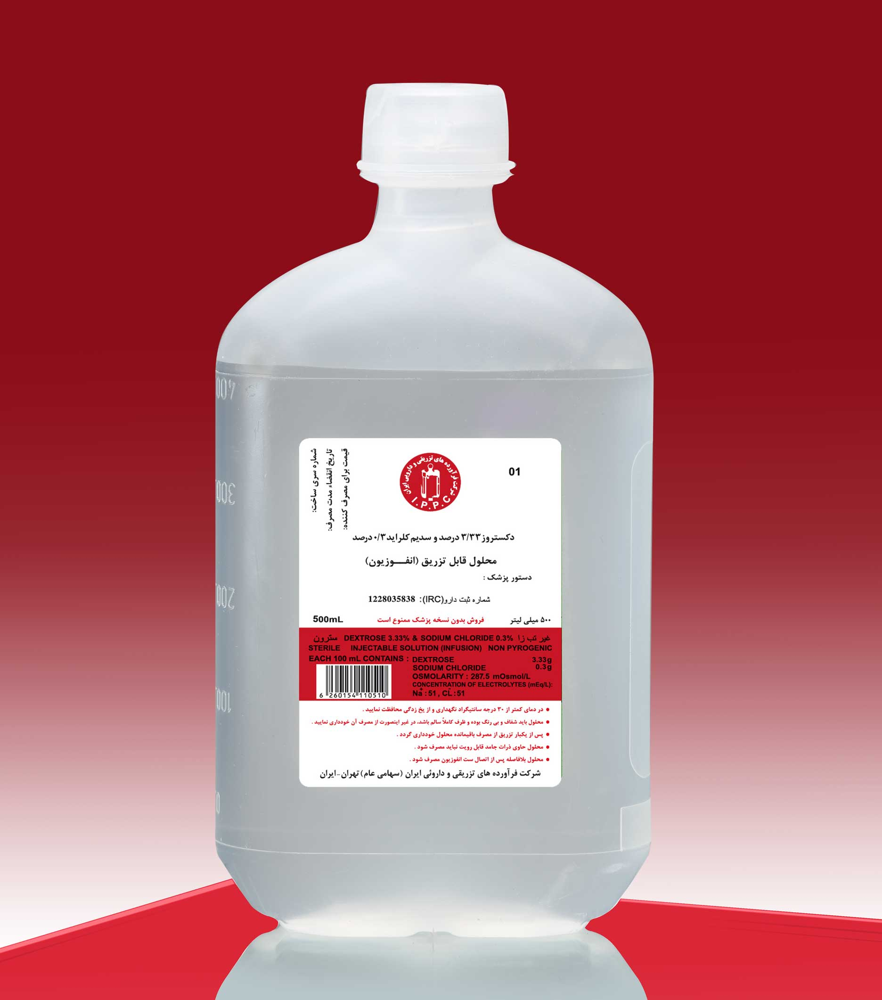 شماره سری ساخت:
تاریخ انقضاء مدت مصرف:
قیمت برای مصرف کننده:
شرکت فرآورده های تزریقی و دارویی ایران
I.P.P.C
01
دکستروز ۳/۳۳ درصد و سدیم کلراید ۰/۳ درصد
محلول قابل تزریق (انفـــوزیون)
دستور پزشک :
شماره ثبت دارو(IRC): 1228035838
۵۰۰ میلی لیتر فروش بدون نسخه پزشک ممنوع است 500mL
سترون DEXTROSE 3.33% & SODIUM CHLORIDE 0.3% غیر تب زا
STERILE INJECTABLE SOLUTION (INFUSION) NON PYROGENIC
EACH 100 mL CONTAINS : DEXTROSE 3.33g
SODIUM CHLORIDE 0.3g
OSMOLARITY : 287.5 mOsmol/L
CONCENTRATION OF ELECTROLYTES (mEq/L):
Na+ : 51 , CL- : 51
6 260154 110510
● در دمای کمتر از ۳۰ درجه سانتیگراد نگهداری و از یخ زدگی محافظت نمایید .
● محلول باید شفاف و بی رنگ بوده و ظرف کاملاً سالم باشد، در غیر اینصورت از مصرف آن خودداری نمایید .
● پس از یکبار تزریق از مصرف باقیمانده محلول خودداری گردد .
● محلول حاوی ذرات جامد قابل رویت نباید مصرف شود .
● محلول بلافاصله پس از اتصال ست انفوزیون مصرف شود .
شرکت فرآورده های تزریقی و داروئی ایران (سهامی عام) تهران-ایران
400
300
200
100
0